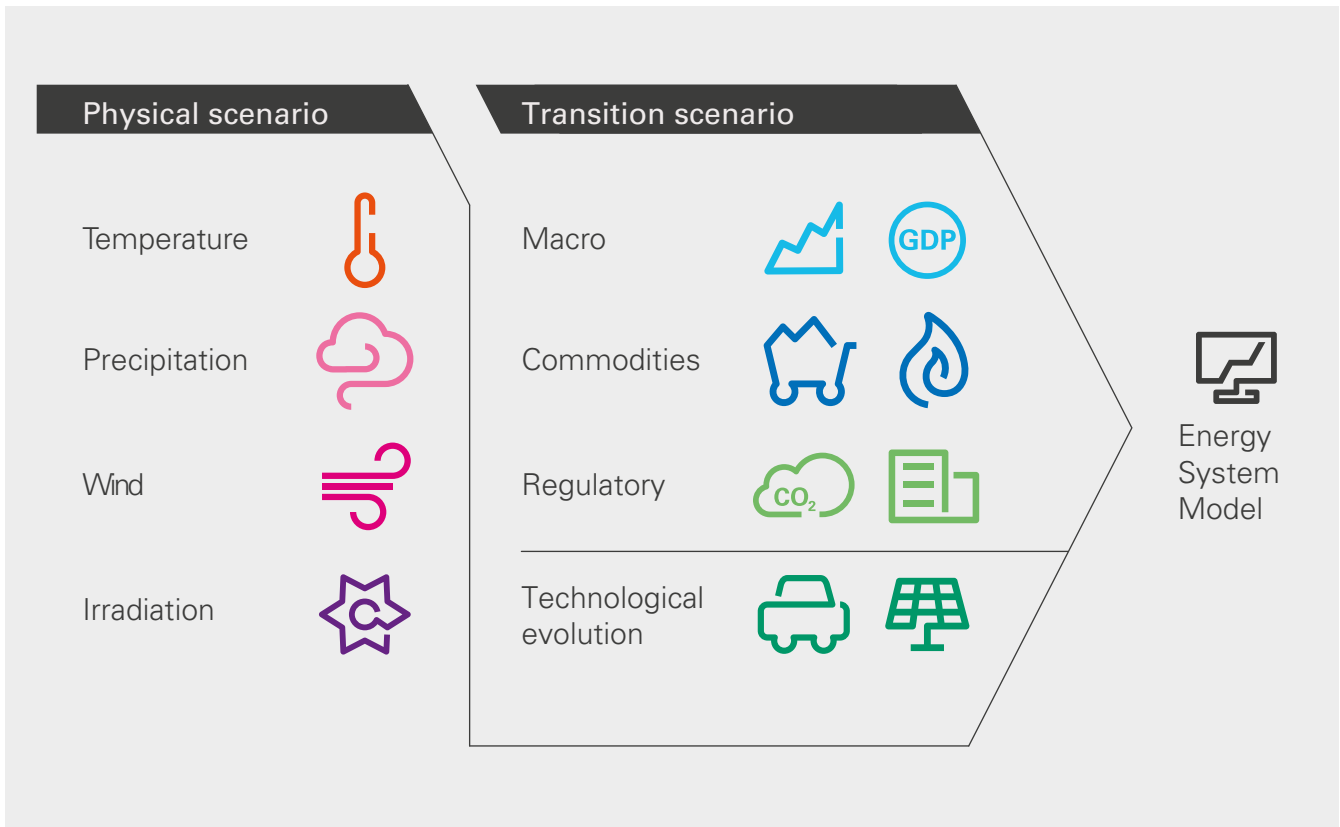 Physical scenario
Temperature
Precipitation
Wind
Irradiation
Transition scenario
Macro
GDP
Commodities
Regulatory
CO₂
Technological
evolution
Energy
System
Model